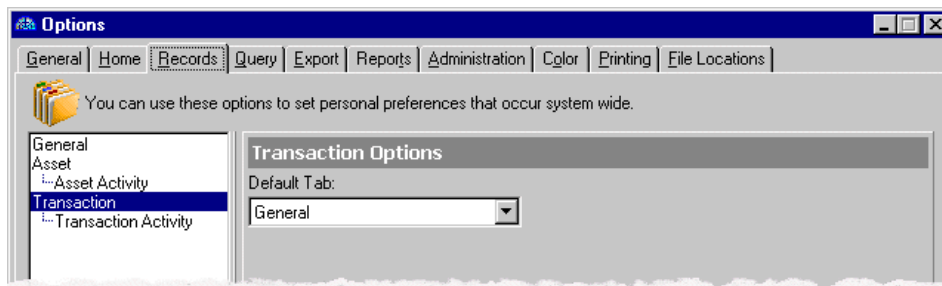 Options
General Home Records Query Export Reports Administration Color Printing File Locations
You can use these options to set personal preferences that occur system wide.
General
Asset
Asset Activity
Transaction
Transaction Activity
Transaction Options
Default Tab:
General